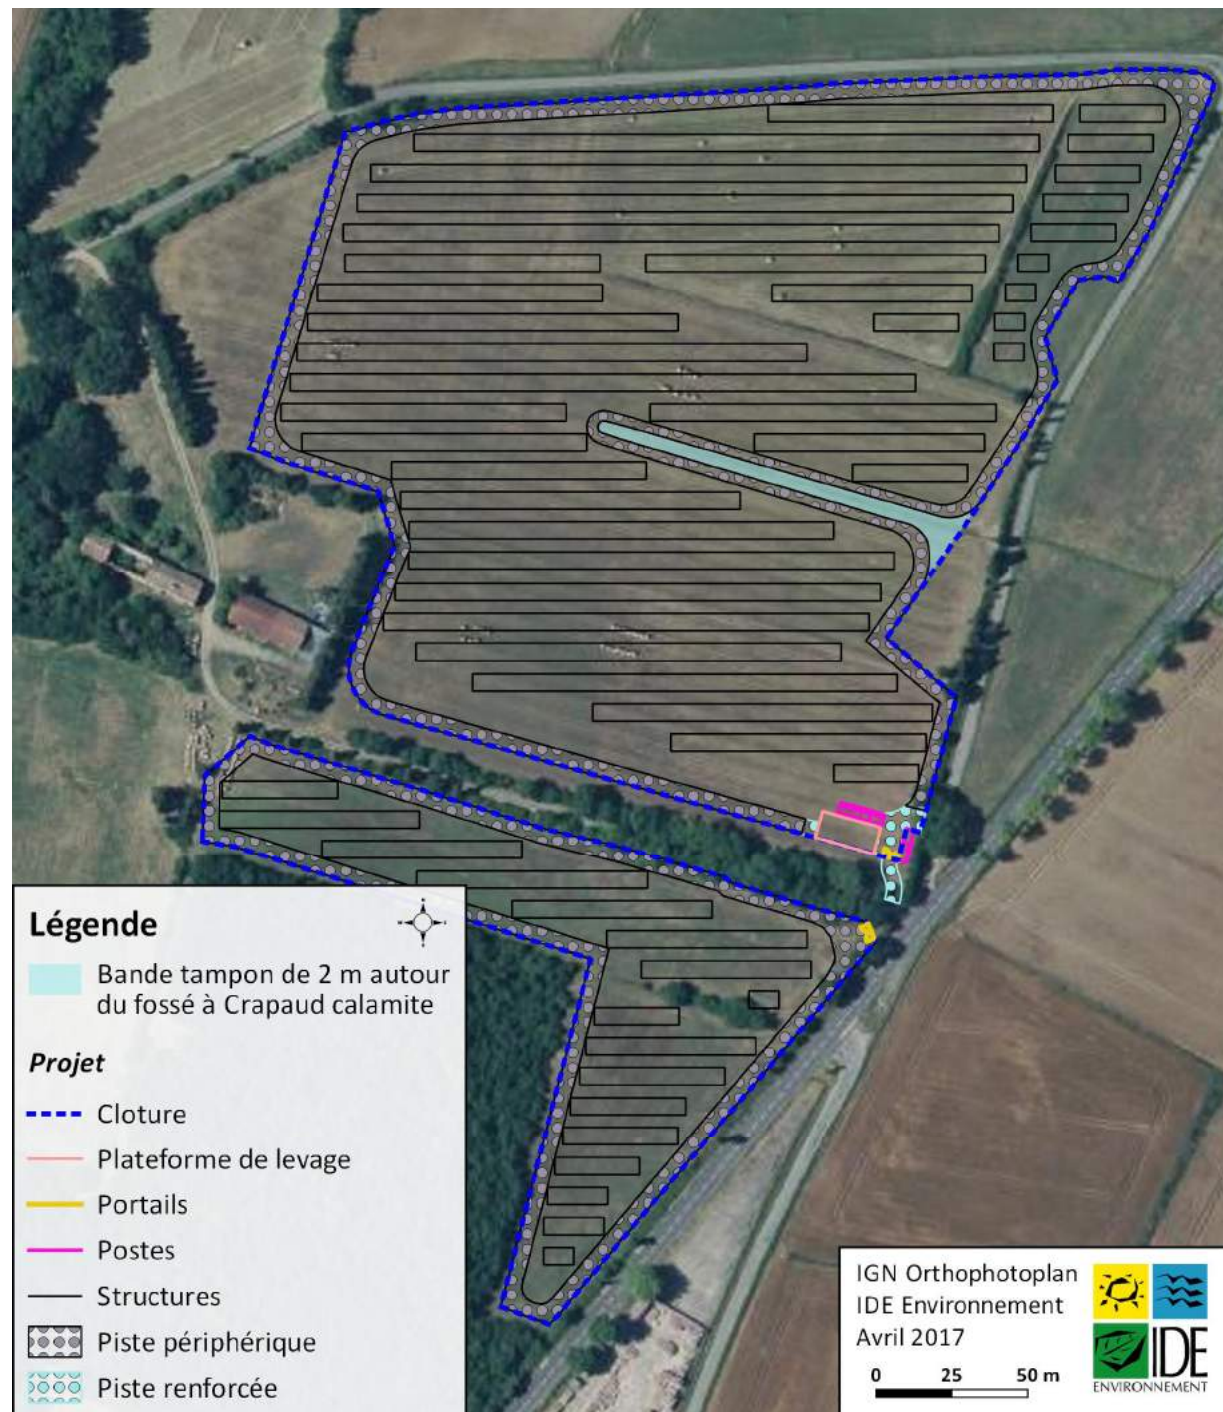 Légende
Bande tampon de 2 m autour
du fossé à Crapaud calamite
Projet
Cloture
Plateforme de levage
Portails
Postes
Structures
Piste périphérique
Piste renforcée
IGN Orthophotoplan
IDE Environnement
Avril 2017
0 25 50 m
IDE
ENVIRONNEMENT